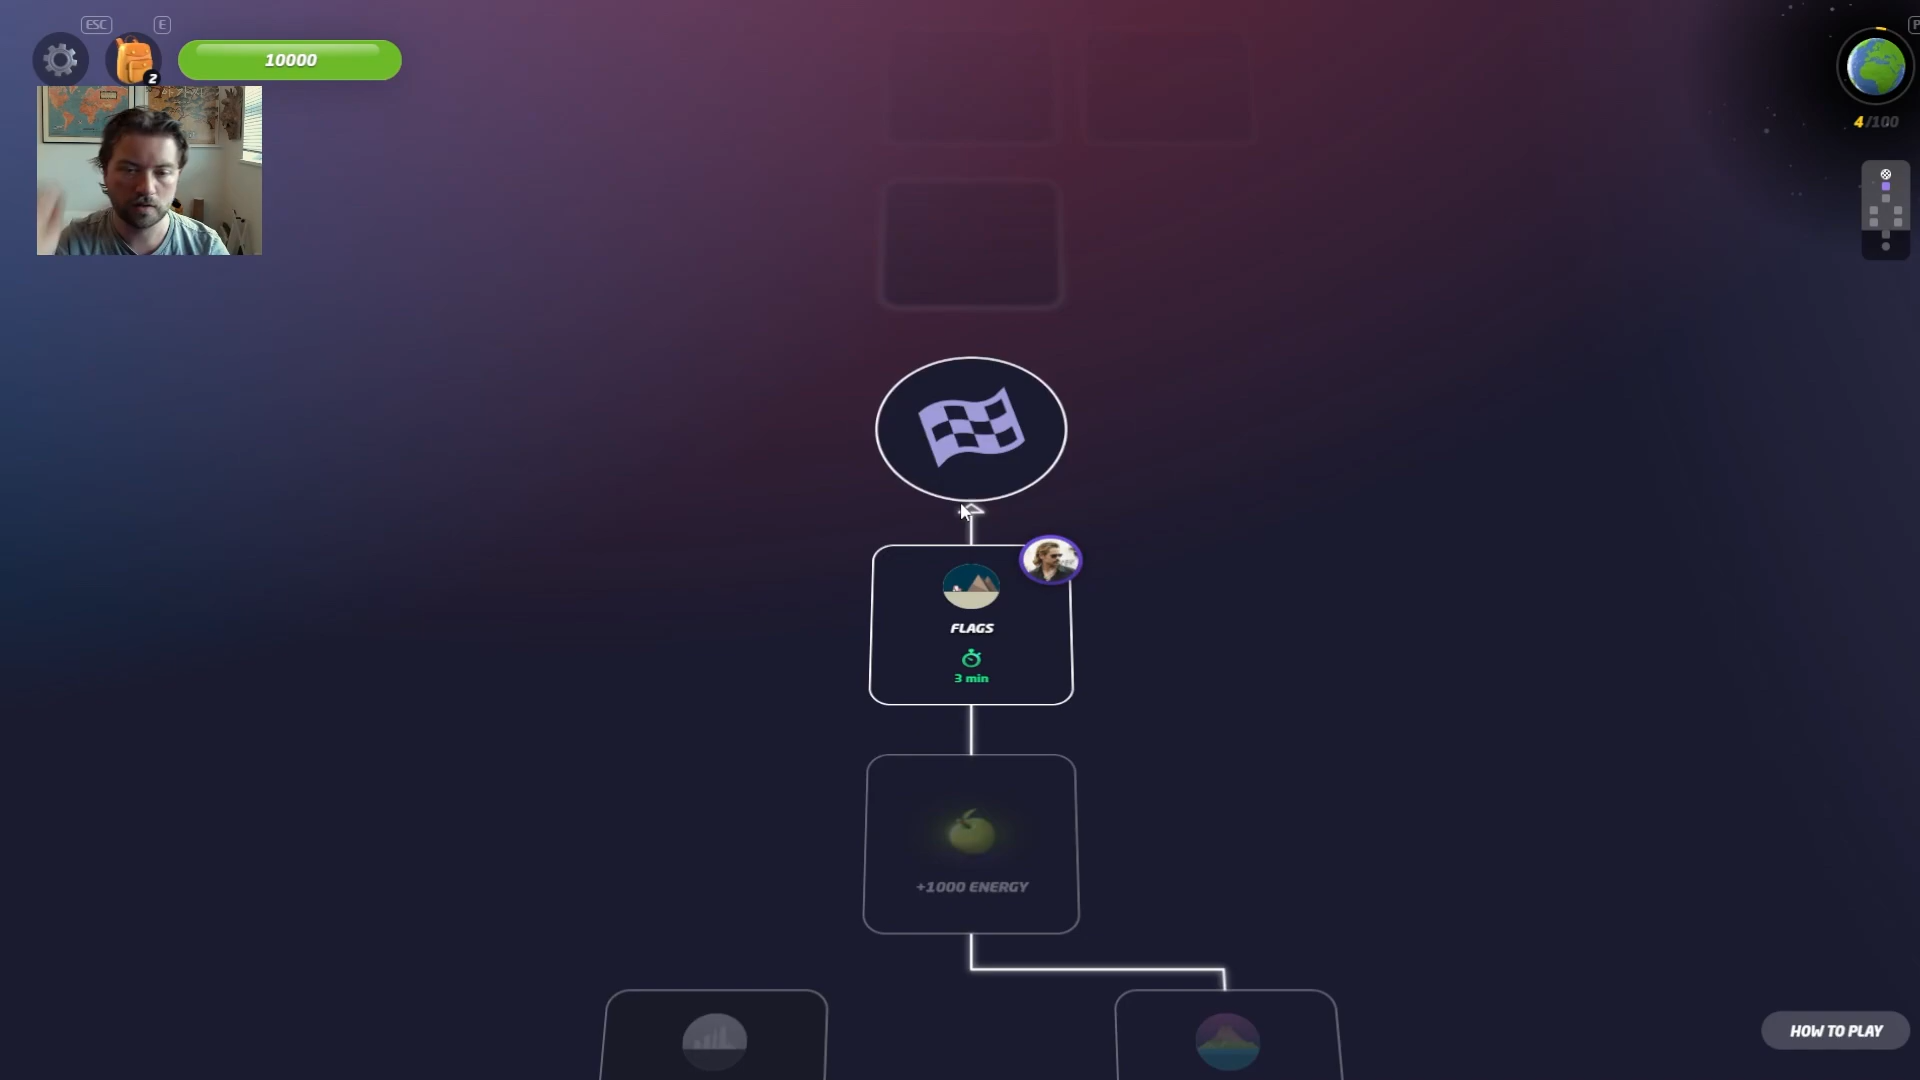 ESC
E
2
10000
P
4/100
FLAGS
3 min
+1000 ENERGY
HOW TO PLAY